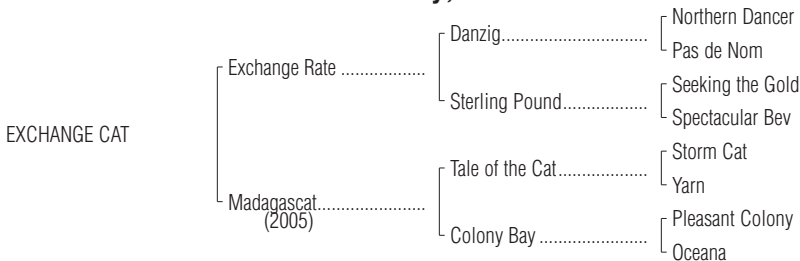 Northern Dancer
Danzig................................
Pas de Nom
Exchange Rate ..................
Seeking the Gold
Sterling Pound...................
Spectacular Bev
EXCHANGE CAT
Storm Cat
Tale of the Cat....................
Yarn
Madagascat.......................
(2005)
Pleasant Colony
Colony Bay ........................
Oceana